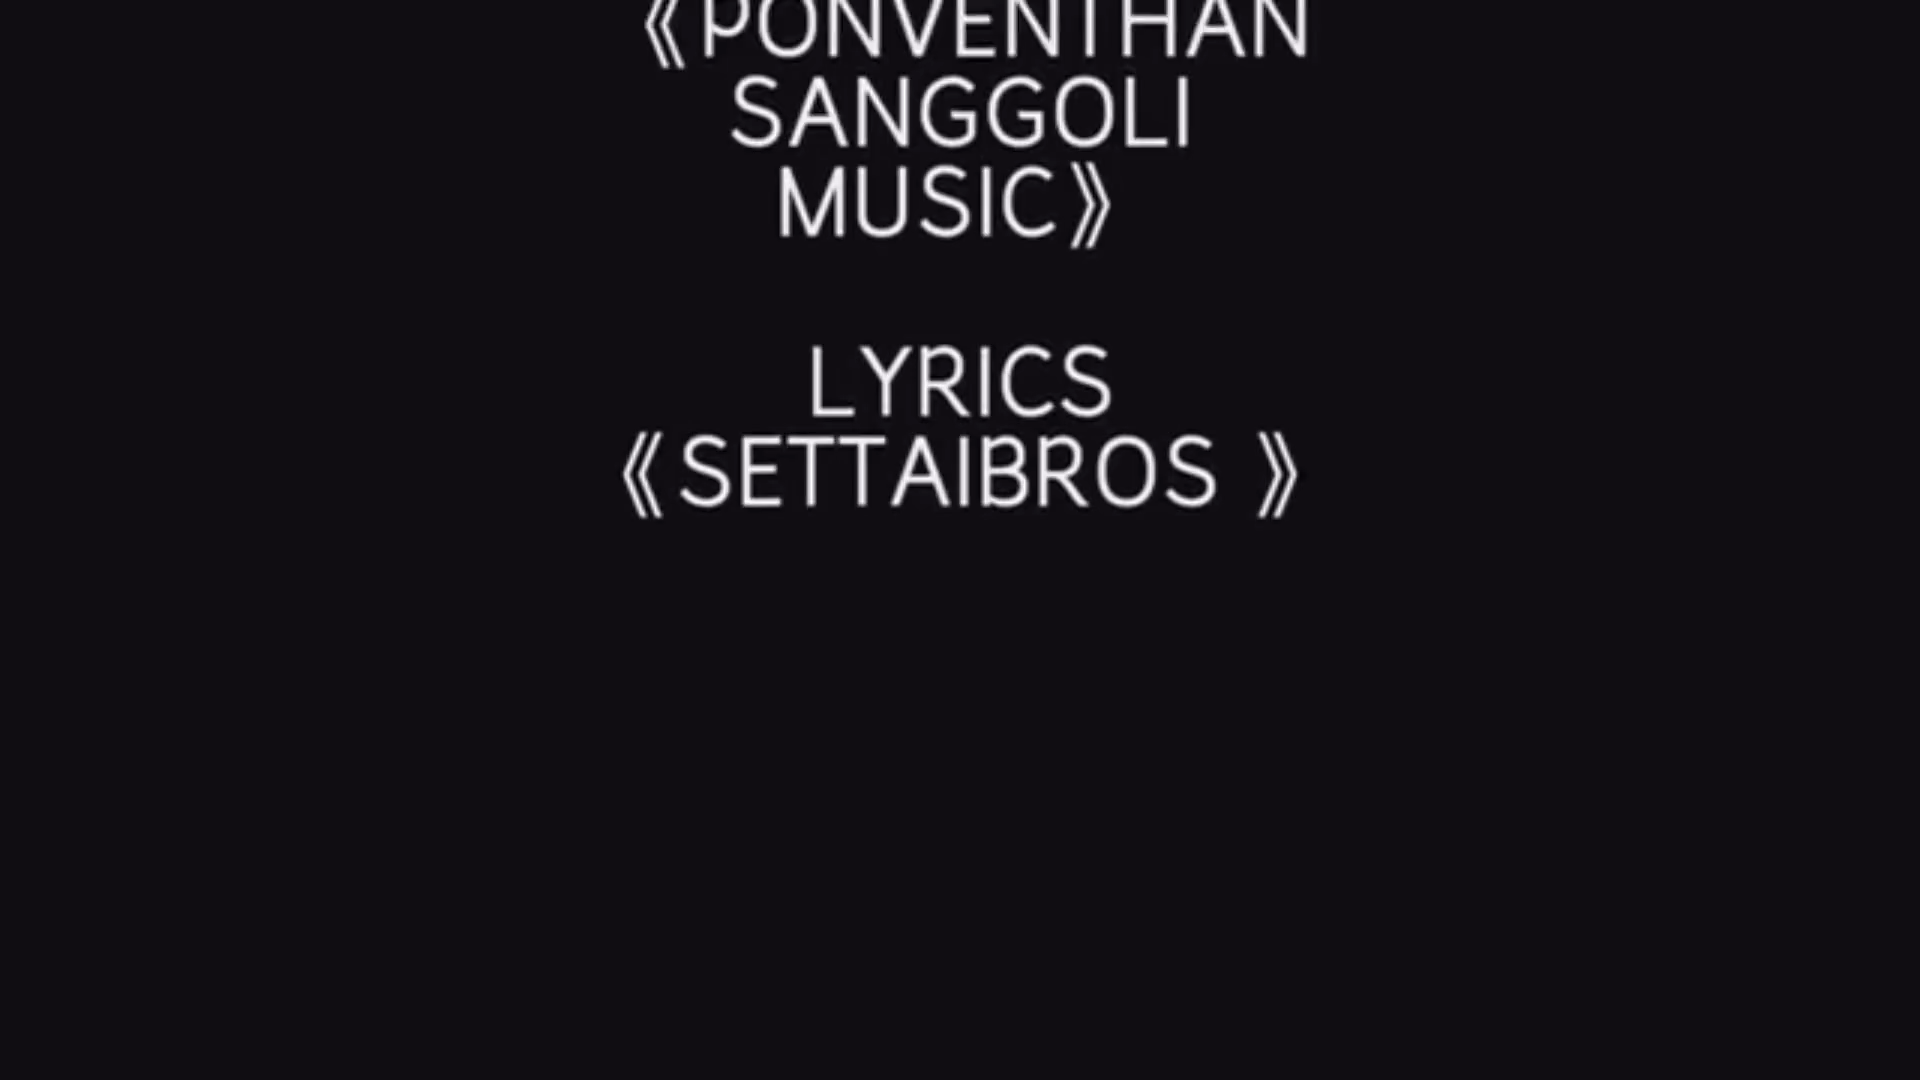 《PONVENTHAN
SANGGOLI
MUSIC》
LYRICS
《SETTAIBROS 》